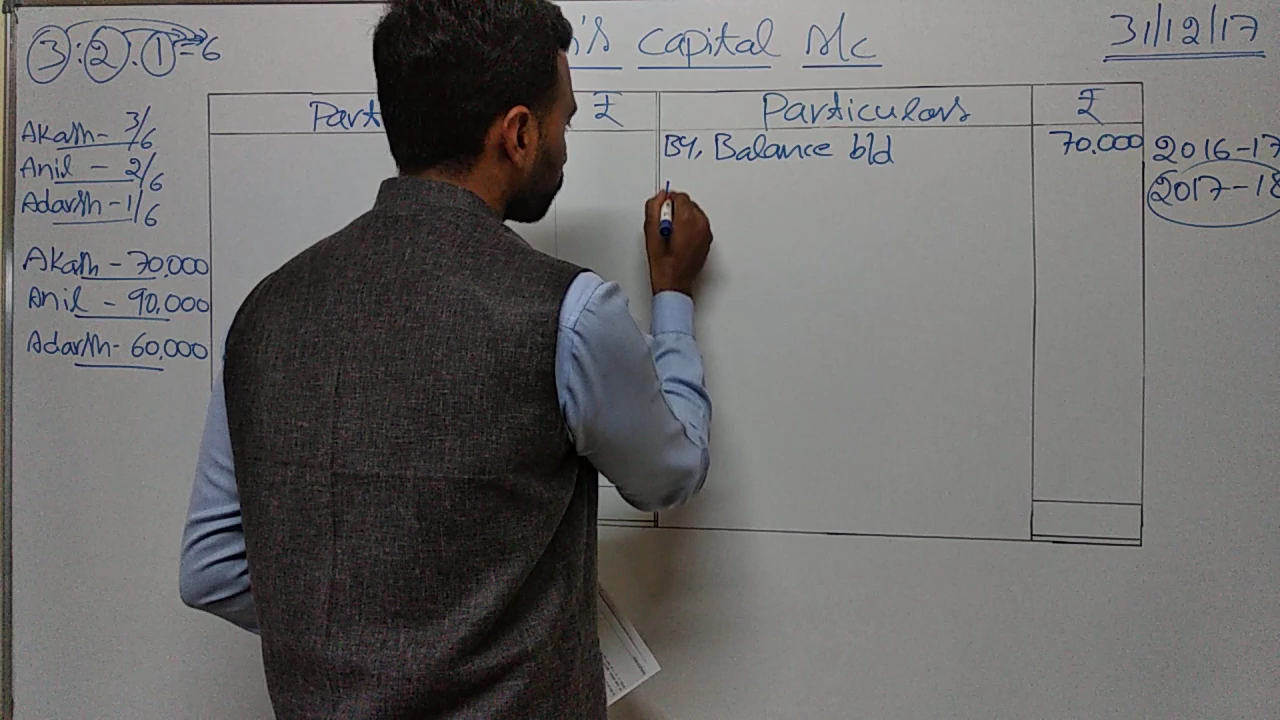 3:2:1=6
's Capital A/c
31/12/17
Akash - 3/6
Anil - 2/6
Adarsh - 1/6
Akash - 70,000
Anil - 90,000
Adarsh - 60,000
Part ₹ Particulars ₹
By, Balance b/d 70,000
2016-17
2017-18